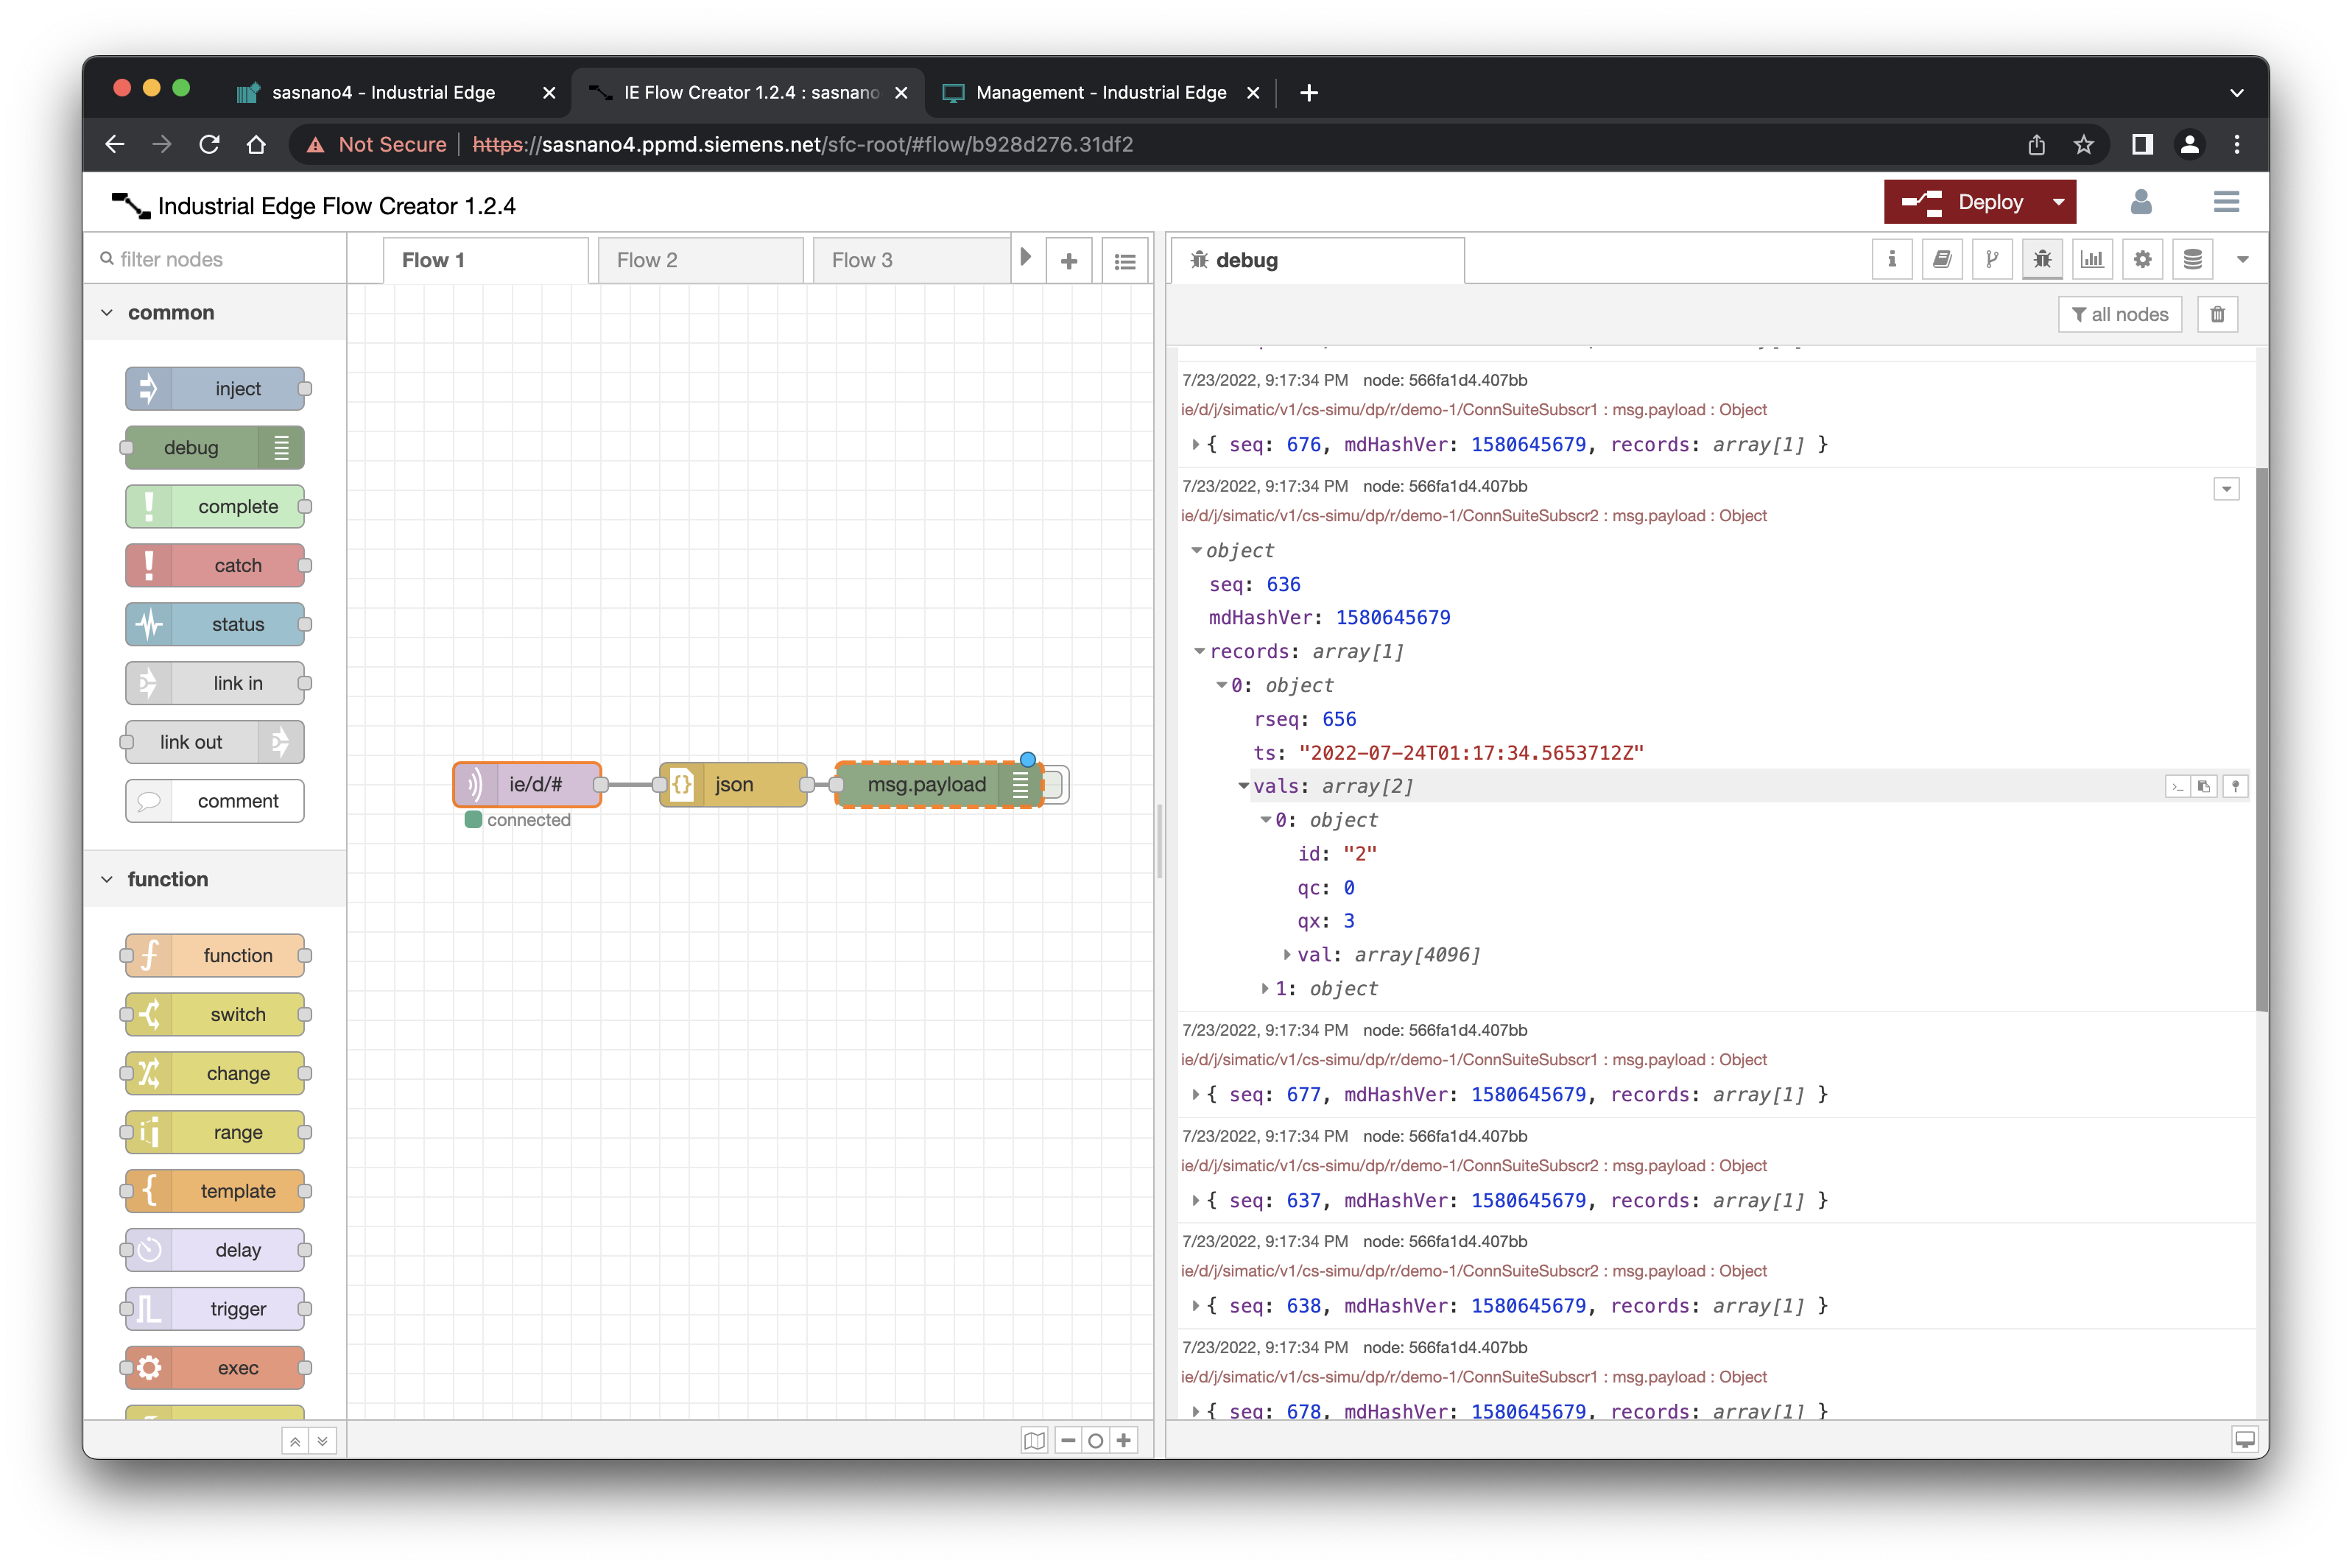 sasnano4 - Industrial Edge
IE Flow Creator 1.2.4 : sasnano
Management - Industrial Edge
Not Secure
https://sasnano4.ppmd.siemens.net/sfc-root/#flow/b928d276.31df2
Industrial Edge Flow Creator 1.2.4
Deploy
filter nodes
Flow 1
Flow 2
Flow 3
debug
all nodes
common
inject
debug
complete
catch
status
link in
link out
comment
function
function
switch
change
range
template
delay
trigger
exec
ie/d/#
connected
json
msg.payload
7/23/2022, 9:17:34 PM node: 566fa1d4.407bb
ie/d/j/simatic/v1/cs-simu/dp/r/demo-1/ConnSuiteSubscr1 : msg.payload : Object
{ seq: 676, mdHashVer: 1580645679, records: array[1] }
7/23/2022, 9:17:34 PM node: 566fa1d4.407bb
ie/d/j/simatic/v1/cs-simu/dp/r/demo-1/ConnSuiteSubscr2 : msg.payload : Object
object
seq: 636
mdHashVer: 1580645679
records: array[1]
0: object
rseq: 656
ts: "2022-07-24T01:17:34.5653712Z"
vals: array[2]
0: object
id: "2"
qc: 0
qx: 3
val: array[4096]
1: object
7/23/2022, 9:17:34 PM node: 566fa1d4.407bb
ie/d/j/simatic/v1/cs-simu/dp/r/demo-1/ConnSuiteSubscr1 : msg.payload : Object
{ seq: 677, mdHashVer: 1580645679, records: array[1] }
7/23/2022, 9:17:34 PM node: 566fa1d4.407bb
ie/d/j/simatic/v1/cs-simu/dp/r/demo-1/ConnSuiteSubscr2 : msg.payload : Object
{ seq: 637, mdHashVer: 1580645679, records: array[1] }
7/23/2022, 9:17:34 PM node: 566fa1d4.407bb
ie/d/j/simatic/v1/cs-simu/dp/r/demo-1/ConnSuiteSubscr2 : msg.payload : Object
{ seq: 638, mdHashVer: 1580645679, records: array[1] }
7/23/2022, 9:17:34 PM node: 566fa1d4.407bb
ie/d/j/simatic/v1/cs-simu/dp/r/demo-1/ConnSuiteSubscr1 : msg.payload : Object
{ seq: 678, mdHashVer: 1580645679, records: array[1] }